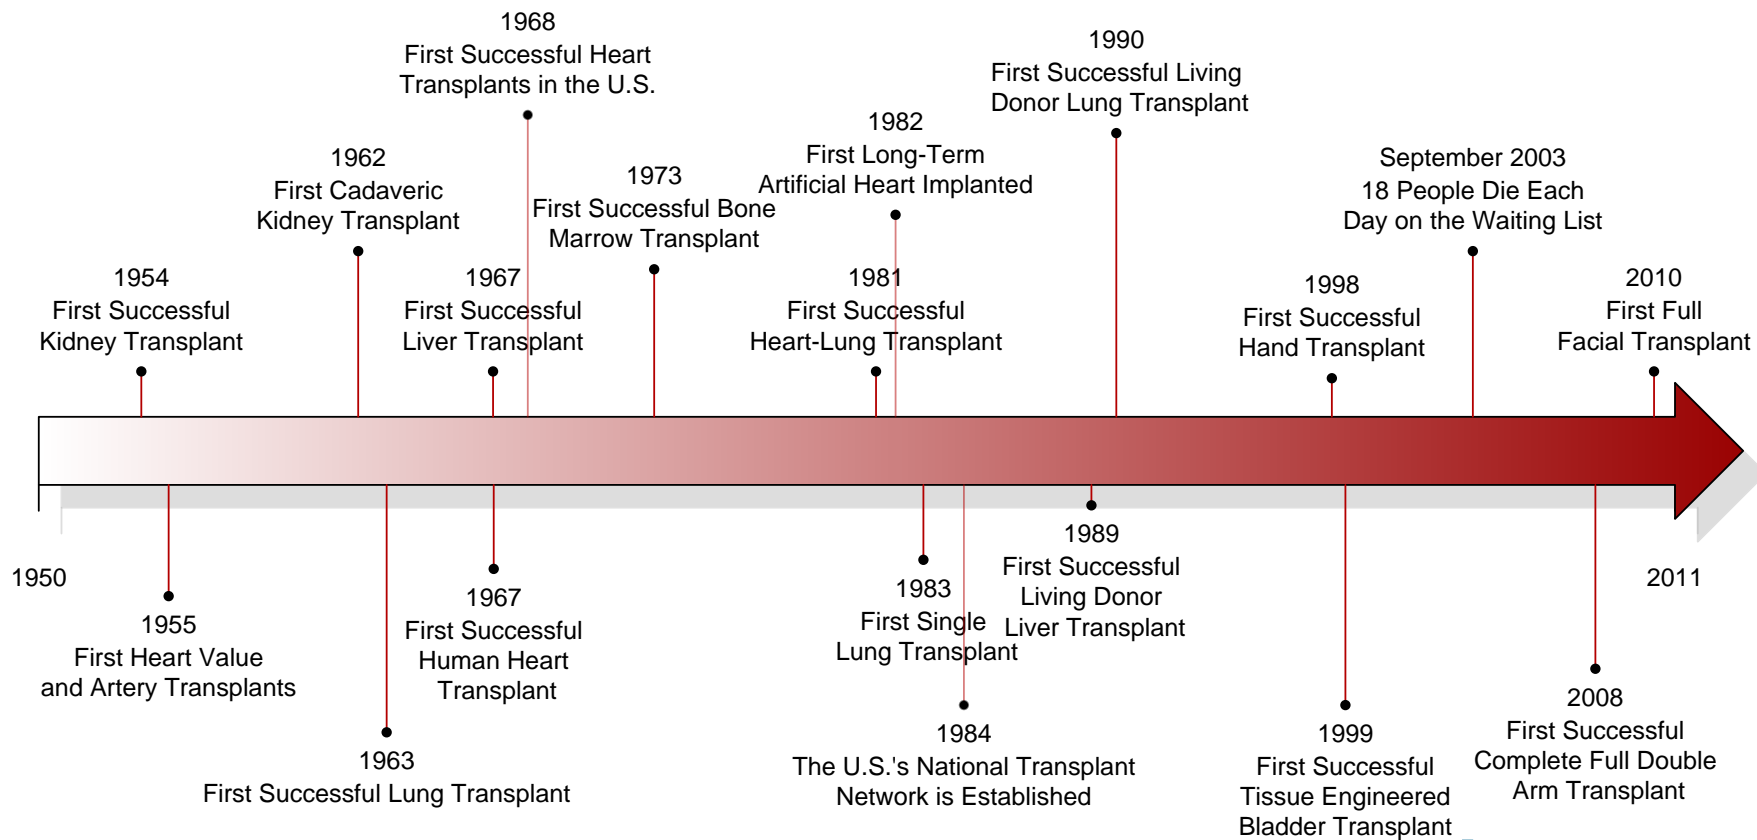 1968
First Successful Heart
Transplants in the U.S.
1990
First Successful Living
Donor Lung Transplant
1982
First Long-Term
Artificial Heart Implanted
1962
First Cadaveric
Kidney Transplant
September 2003
18 People Die Each
Day on the Waiting List
1973
First Successful Bone
Marrow Transplant
1954
First Successful
Kidney Transplant
1967
First Successful
Liver Transplant
1981
First Successful
Heart-Lung Transplant
1998
First Successful
Hand Transplant
2010
First Full
Facial Transplant
1950
2011
1955
First Heart Value
and Artery Transplants
1963
First Successful Lung Transplant
1967
First Successful
Human Heart
Transplant
1983
First Single
Lung Transplant
1984
The U.S.'s National Transplant
Network is Established
1989
First Successful
Living Donor
Liver Transplant
1999
First Successful
Tissue Engineered
Bladder Transplant
2008
First Successful
Complete Full Double
Arm Transplant